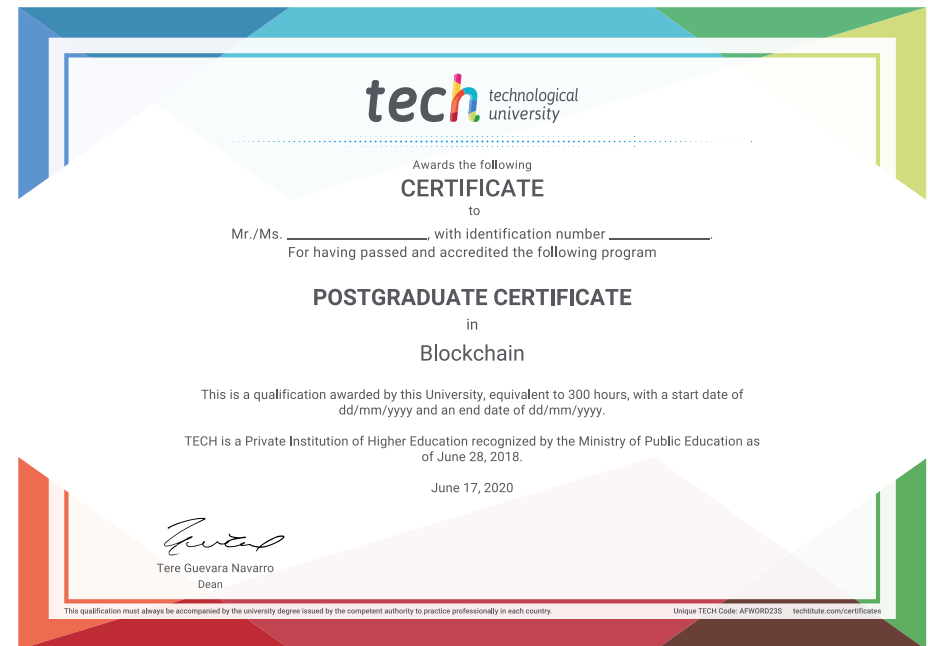 tech technological
university
Awards the following
CERTIFICATE
to
Mr./Ms. ____________________, with identification number ______________.
For having passed and accredited the following program
POSTGRADUATE CERTIFICATE
in
Blockchain
This is a qualification awarded by this University, equivalent to 300 hours, with a start date of
dd/mm/yyyy and an end date of dd/mm/yyyy.
TECH is a Private Institution of Higher Education recognized by the Ministry of Public Education as
of June 28, 2018.
June 17, 2020
Tere Guevara Navarro
Dean
This qualification must always be accompanied by the university degree issued by the competent authority to practice professionally in each country.
Unique TECH Code: AFWORD23S techtitute.com/certificates